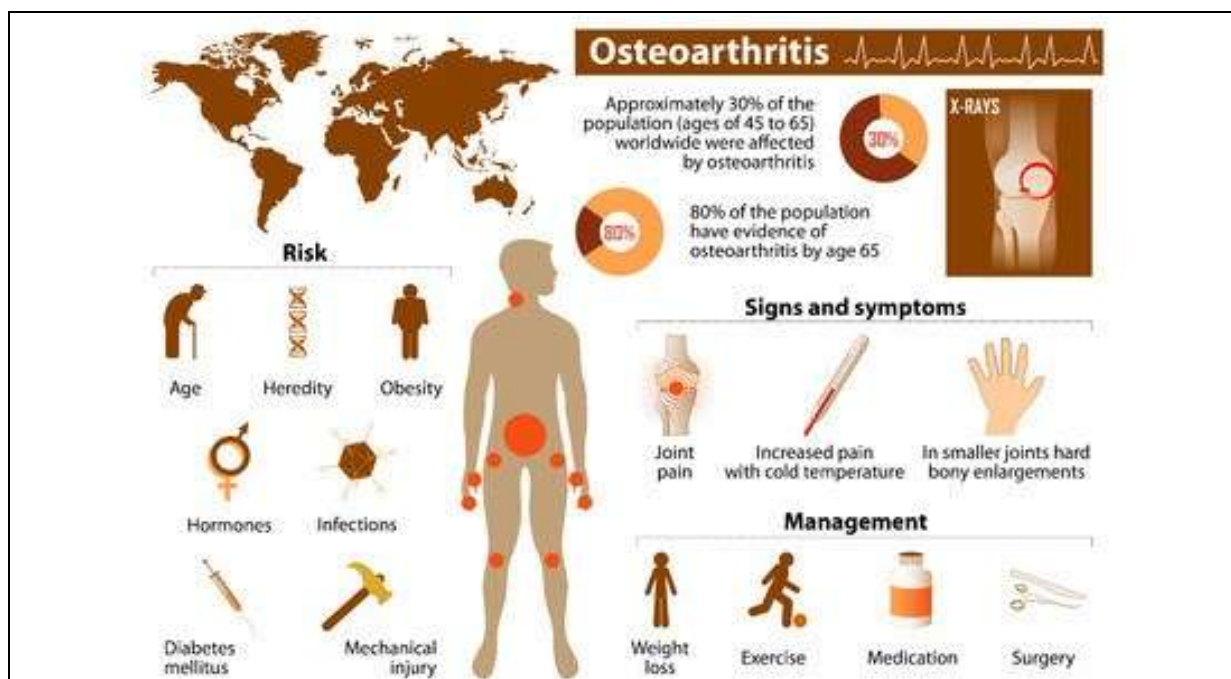 Osteoarthritis
Approximately 30% of the
population (ages of 45 to 65)
worldwide were affected
by osteoarthritis
30%
X-RAYS
80%
80% of the population
have evidence of
osteoarthritis by age 65
Risk
Age
Heredity
Obesity
Hormones
Infections
Diabetes
mellitus
Mechanical
injury
Signs and symptoms
Joint
pain
Increased pain
with cold temperature
In smaller joints hard
bony enlargements
Management
Weight
loss
Exercise
Medication
Surgery